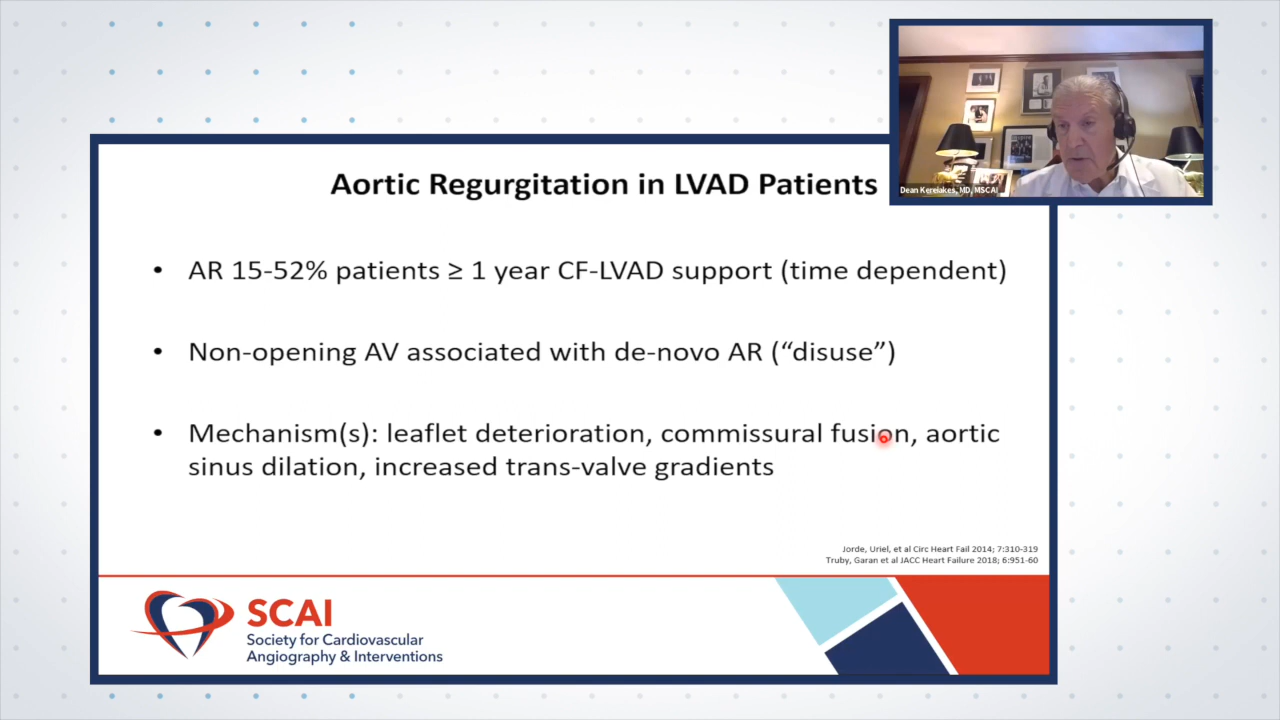 Aortic Regurgitation in LVAD Patients
Dean Kereiakes, MD, MSCAI
• AR 15-52% patients ≥ 1 year CF-LVAD support (time dependent)
• Non-opening AV associated with de-novo AR (“disuse”)
• Mechanism(s): leaflet deterioration, commissural fusion, aortic
sinus dilation, increased trans-valve gradients
Jorde, Uriel, et al Circ Heart Fail 2014; 7:310-319
Truby, Garan et al JACC Heart Failure 2018; 6:951-60
SCAI
Society for Cardiovascular
Angiography & Interventions